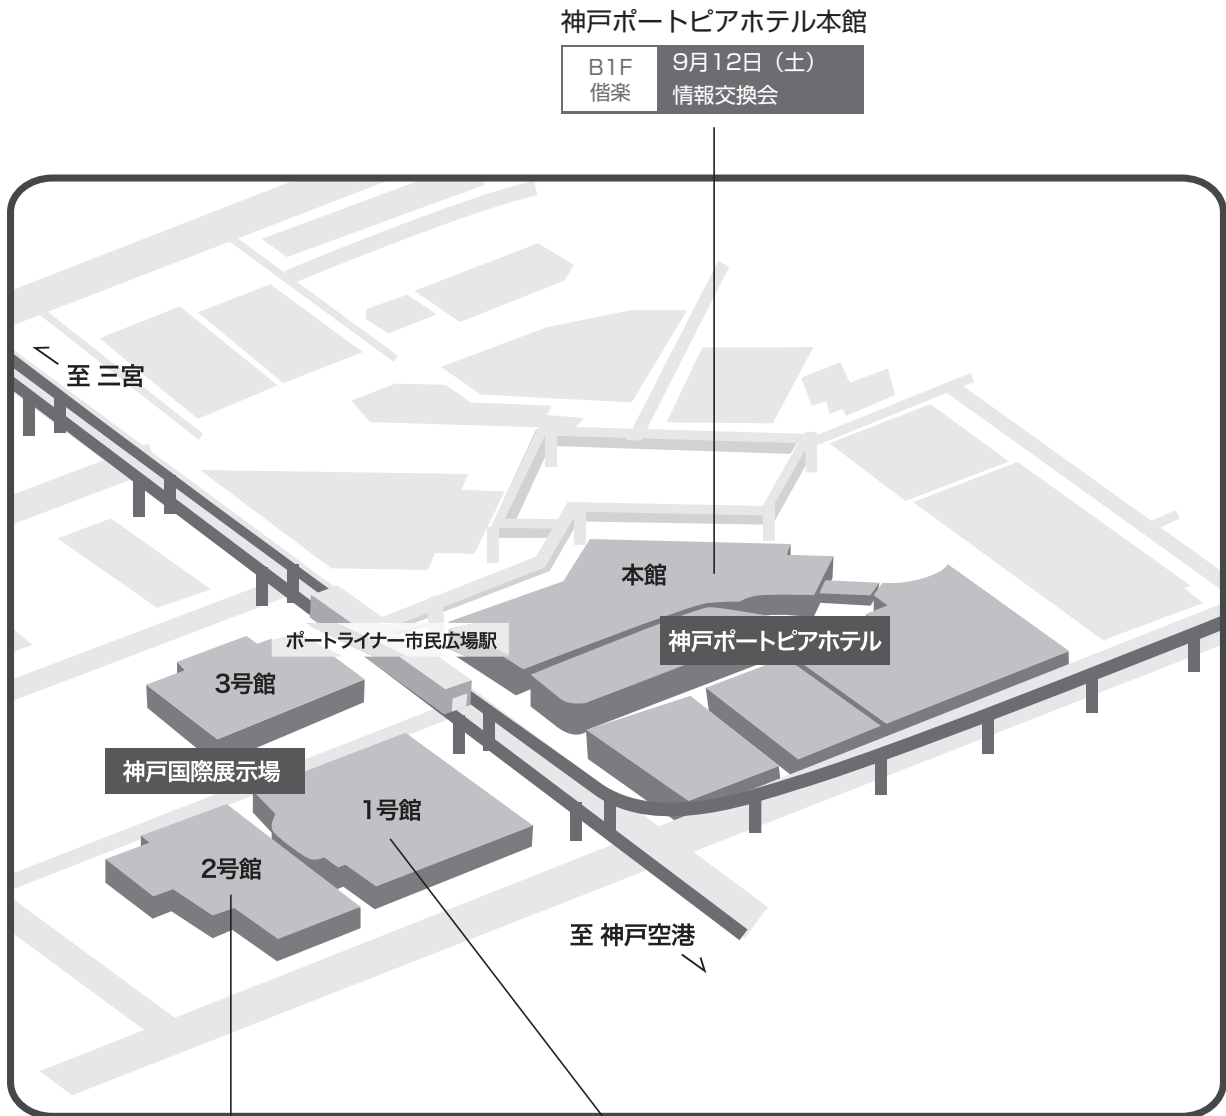 神戸ポートピアホテル本館
B1F
偕楽
9月12日（土）
情報交換会
至 三宮
本館
ポートライナー市民広場駅
神戸ポートピアホテル
3号館
神戸国際展示場
1号館
2号館
至 神戸空港